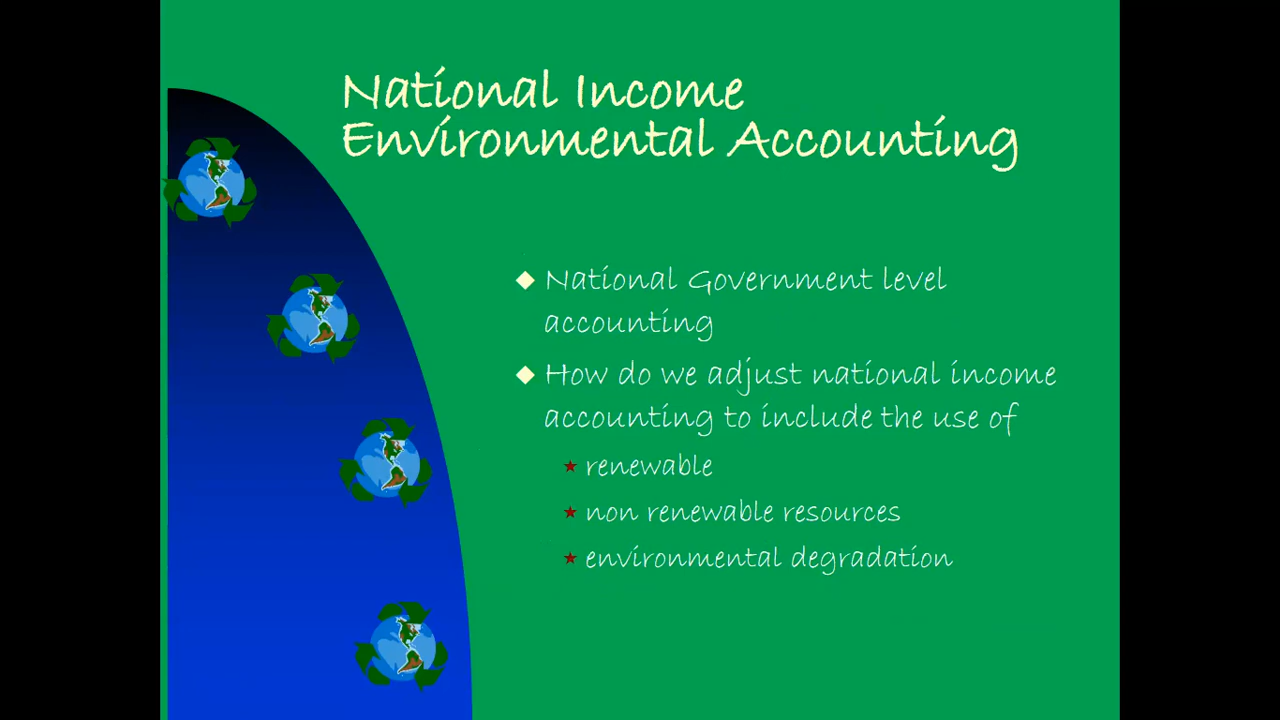 National Income
Environmental Accounting
National Government level
accounting
How do we adjust national income
accounting to include the use of
renewable
non renewable resources
environmental degradation